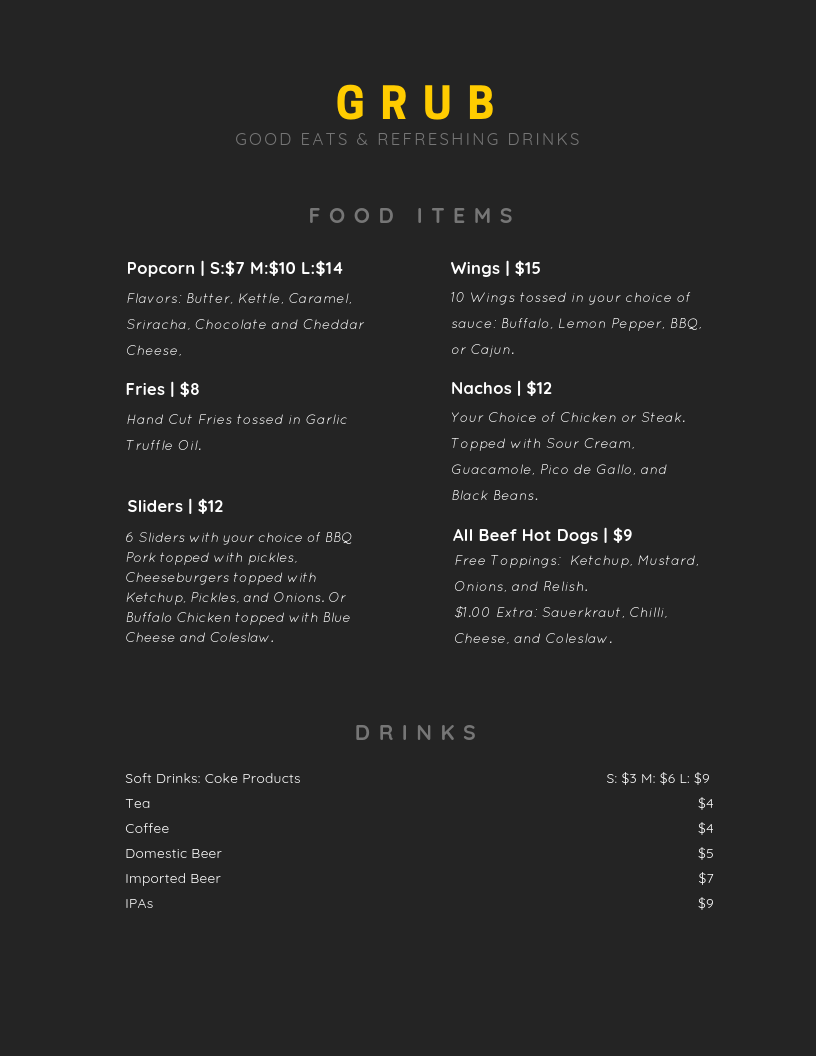 GRUB
GOOD EATS & REFRESHING DRINKS
FOOD ITEMS
Popcorn | S:$7 M:$10 L:$14
Flavors: Butter, Kettle, Caramel,
Sriracha, Chocolate and Cheddar
Cheese,
Fries | $8
Hand Cut Fries tossed in Garlic
Truffle Oil.
Sliders | $12
6 Sliders with your choice of BBQ
Pork topped with pickles,
Cheeseburgers topped with
Ketchup, Pickles, and Onions. Or
Buffalo Chicken topped with Blue
Cheese and Coleslaw.
Wings | $15
10 Wings tossed in your choice of
sauce: Buffalo, Lemon Pepper, BBQ,
or Cajun.
Nachos | $12
Your Choice of Chicken or Steak.
Topped with Sour Cream,
Guacamole, Pico de Gallo, and
Black Beans.
All Beef Hot Dogs | $9
Free Toppings: Ketchup, Mustard,
Onions, and Relish.
$1.00 Extra: Sauerkraut, Chilli,
Cheese, and Coleslaw.
DRINKS
Soft Drinks: Coke Products S: $3 M: $6 L: $9
Tea $4
Coffee $4
Domestic Beer $5
Imported Beer $7
IPAs $9